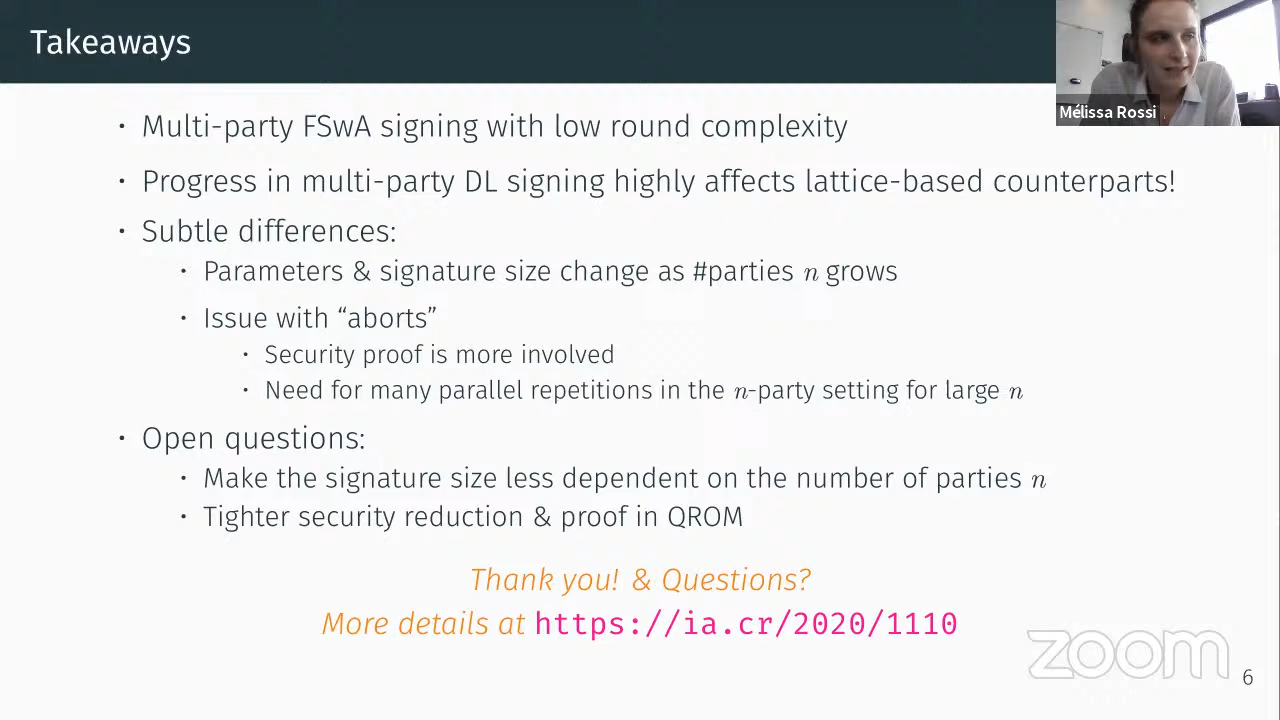 Takeaways
Mélissa Rossi
• Multi-party FSwA signing with low round complexity
• Progress in multi-party DL signing highly affects lattice-based counterparts!
• Subtle differences:
• Parameters & signature size change as #parties n grows
• Issue with “aborts”
• Security proof is more involved
• Need for many parallel repetitions in the n-party setting for large n
• Open questions:
• Make the signature size less dependent on the number of parties n
• Tighter security reduction & proof in QROM
Thank you! & Questions?
More details at https://ia.cr/2020/1110
zoom
6